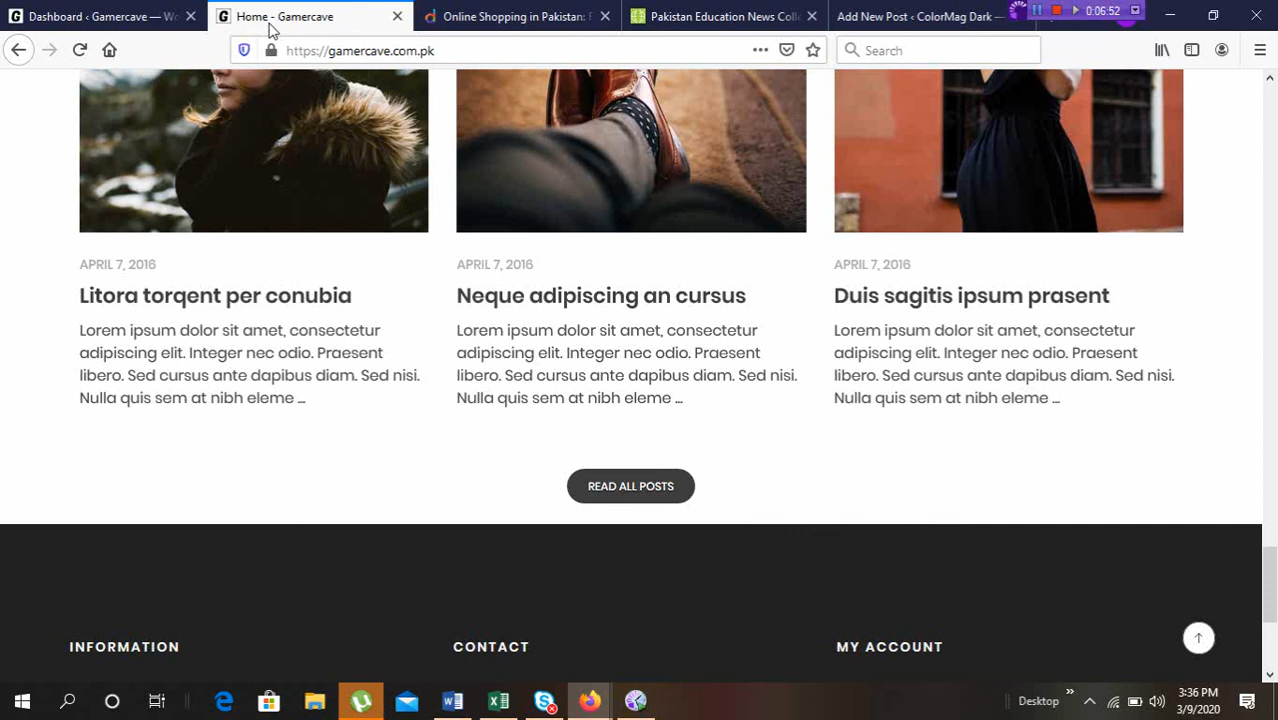 Dashboard ‹ Gamercave — Wo
Home - Gamercave
Online Shopping in Pakistan: F
Pakistan Education News Coll
Add New Post ‹ ColorMag Dark —
06:52
https://gamercave.com.pk
Search
APRIL 7, 2016
Litora torqent per conubia
Lorem ipsum dolor sit amet, consectetur
adipiscing elit. Integer nec odio. Praesent
libero. Sed cursus ante dapibus diam. Sed nisi.
Nulla quis sem at nibh eleme ...
APRIL 7, 2016
Neque adipiscing an cursus
Lorem ipsum dolor sit amet, consectetur
adipiscing elit. Integer nec odio. Praesent
libero. Sed cursus ante dapibus diam. Sed nisi.
Nulla quis sem at nibh eleme ...
APRIL 7, 2016
Duis sagitis ipsum prasent
Lorem ipsum dolor sit amet, consectetur
adipiscing elit. Integer nec odio. Praesent
libero. Sed cursus ante dapibus diam. Sed nisi.
Nulla quis sem at nibh eleme ...
READ ALL POSTS
INFORMATION
CONTACT
MY ACCOUNT
Desktop
3:36 PM
3/9/2020